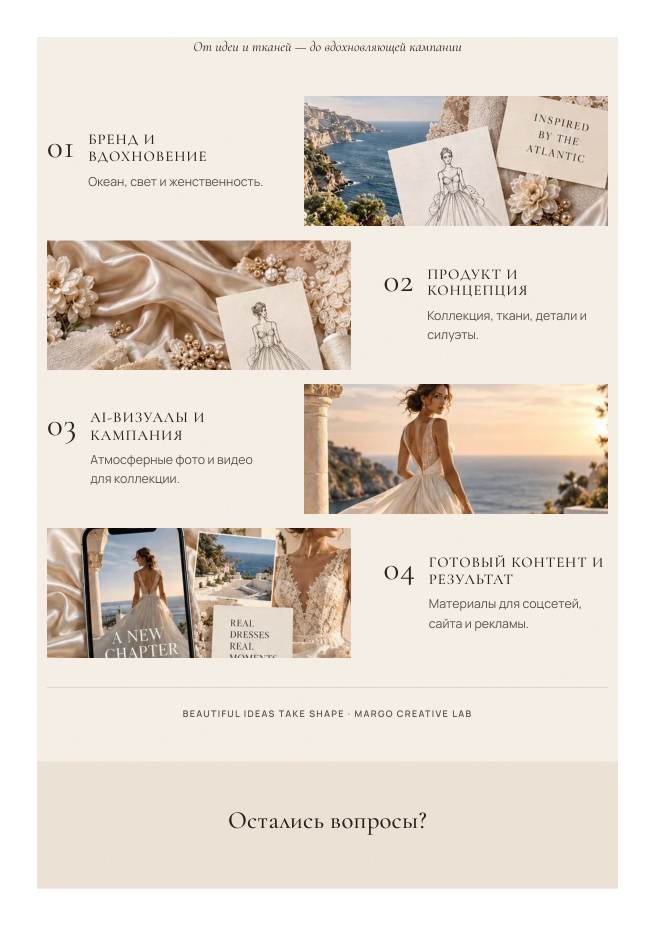 От идеи и тканей — до вдохновляющей кампании
01
БРЕНД И
ВДОХНОВЕНИЕ
Океан, свет и женственность.
INSPIRED
BY THE
ATLANTIC
02
ПРОДУКТ И
КОНЦЕПЦИЯ
Коллекция, ткани, детали и
силуэты.
03
AI-ВИЗУАЛЫ И
КАМПАНИЯ
Атмосферные фото и видео
для коллекции.
A NEW
CHAPTER
REAL
DRESSES
REAL
MOMENTS
04
ГОТОВЫЙ КОНТЕНТ И
РЕЗУЛЬТАТ
Материалы для соцсетей,
сайта и рекламы.
BEAUTIFUL IDEAS TAKE SHAPE · MARGO CREATIVE LAB
Остались вопросы?